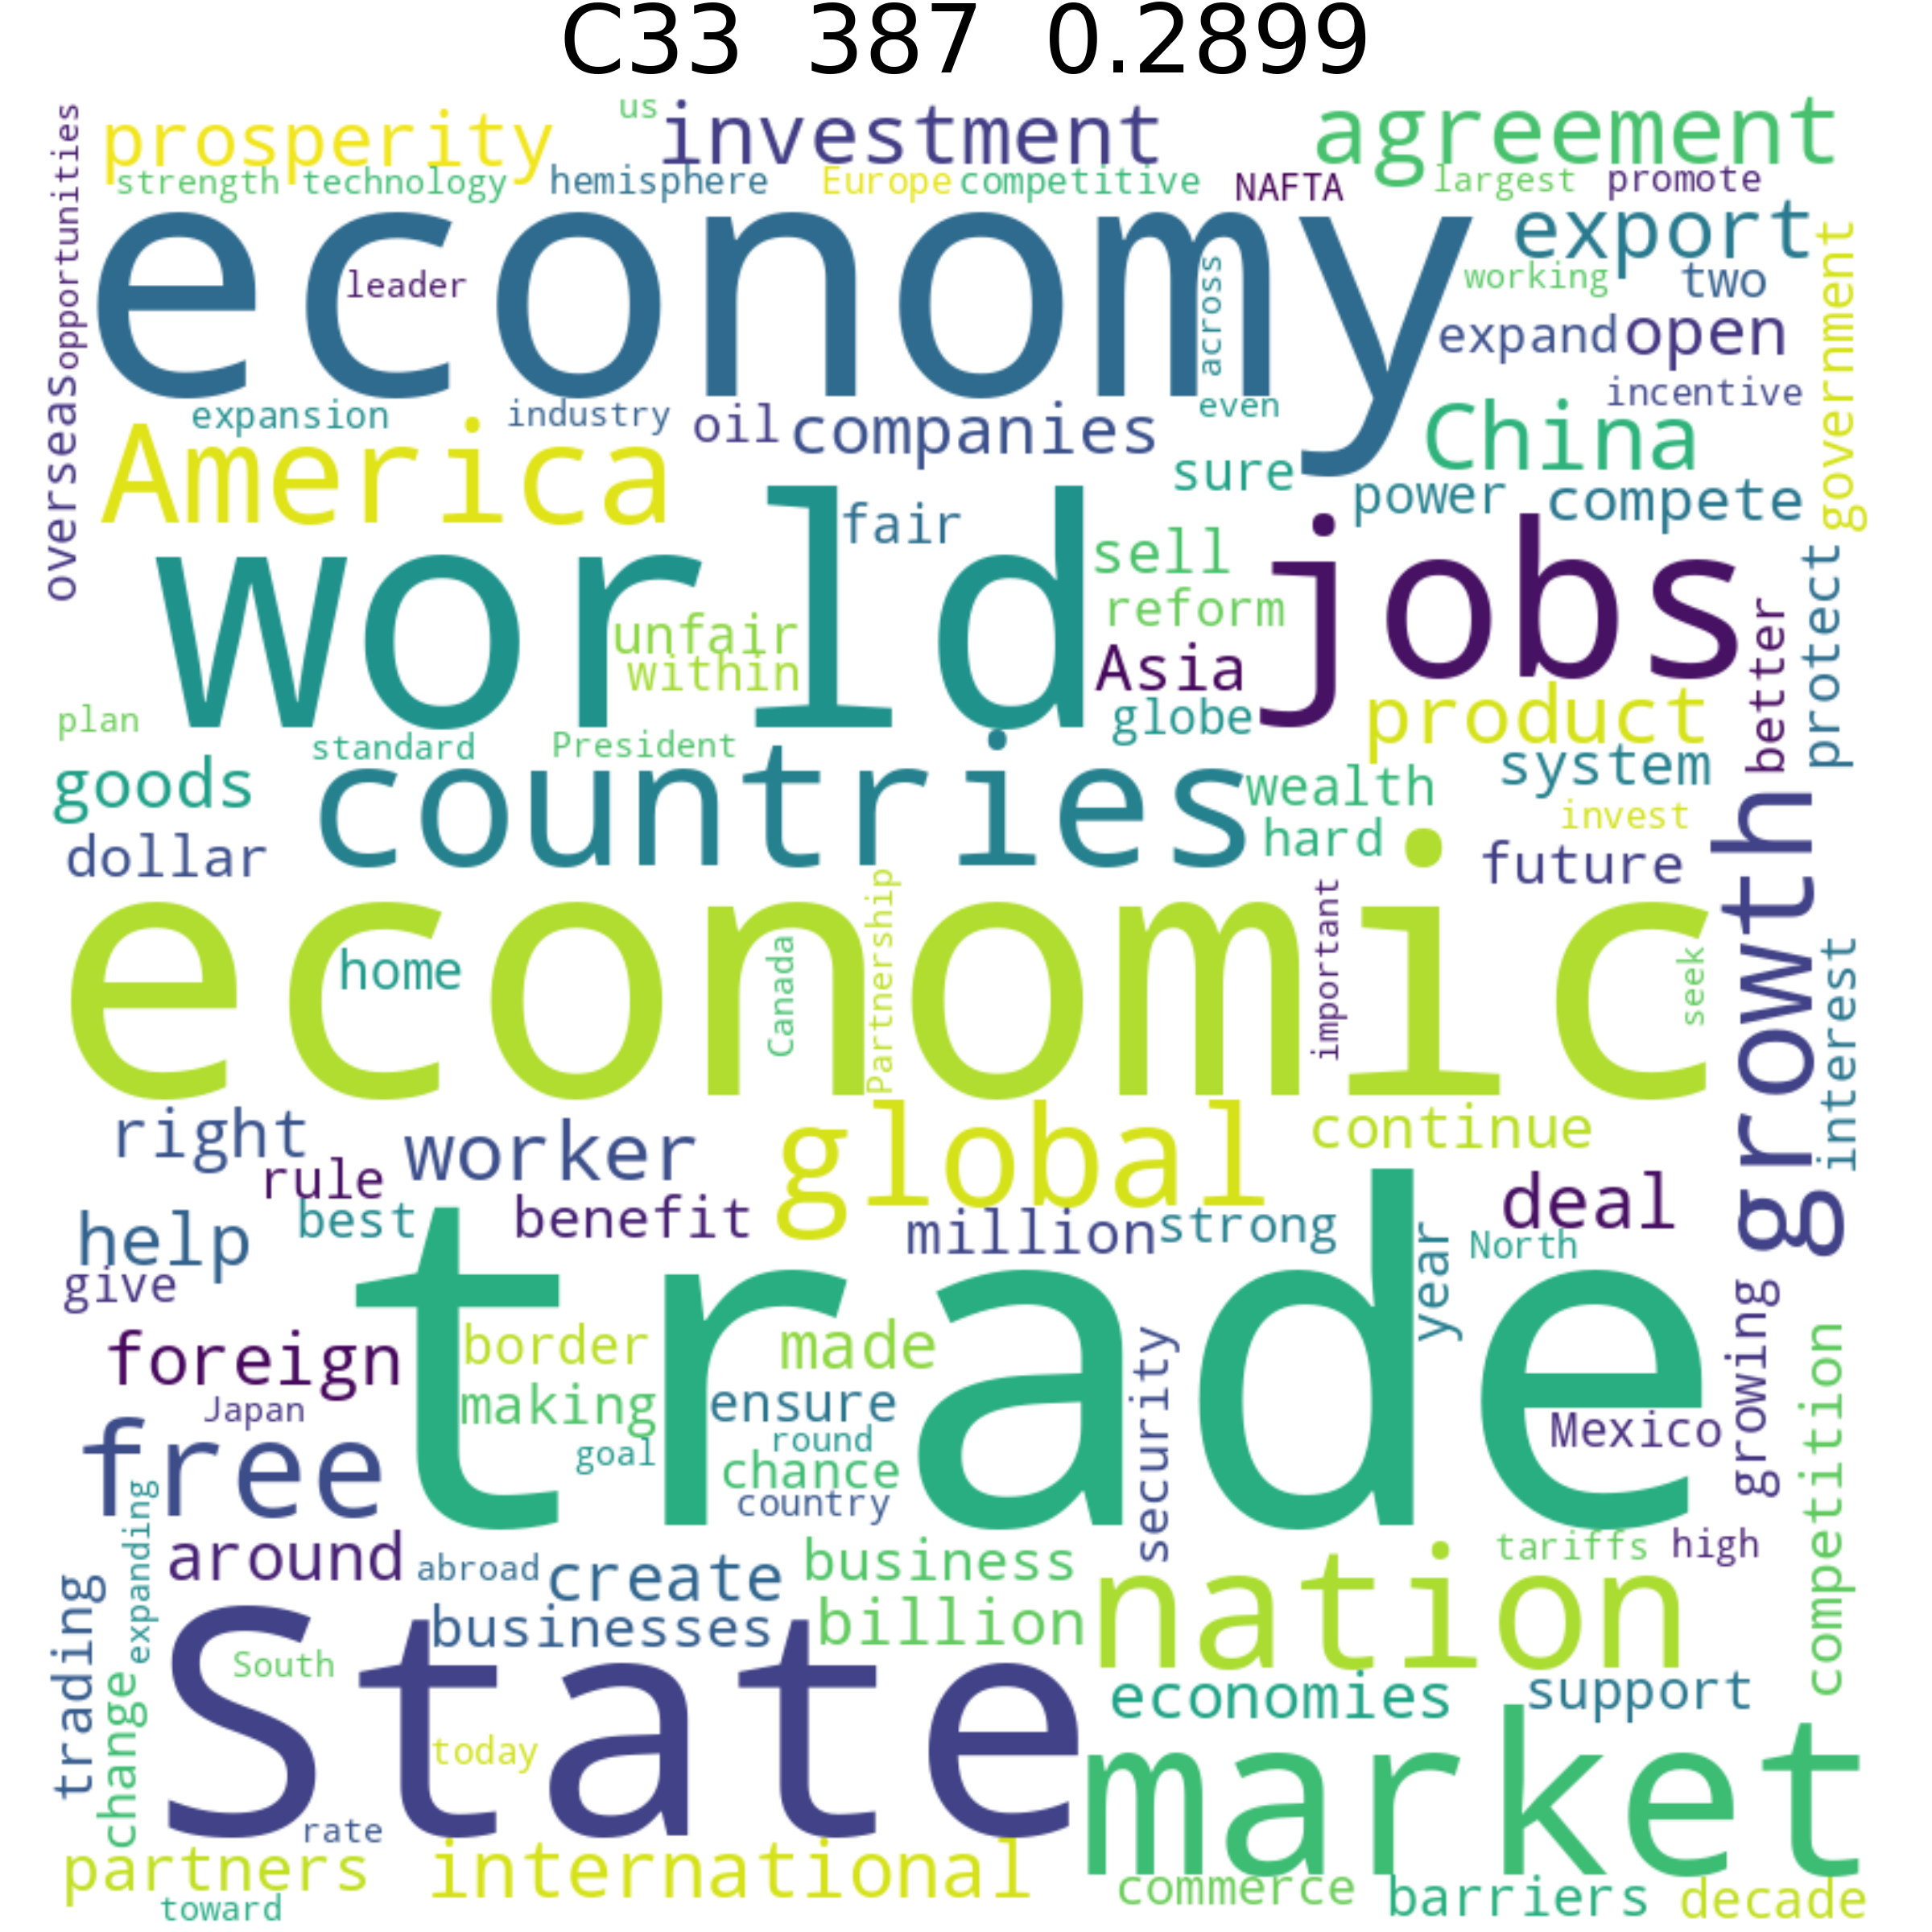 C33 387 0.2899
us
prosperity
investment
agreement
opportunities
strength technology hemisphere Europe competitive NAFTA largest promote
economy
export
government
leader
across
working two
expand open
incentive
expansion industry oil companies even
China
overseas
America
sure
power compete
fair
world
sell
jobs
protect
unfair
reform
better
within
Asia
product
plan
globe
standard President
system
goods
countries
wealth
invest
dollar
hard
future
growth
economic
Partnership
important
home
Canada
seek
interest
right
worker
global
continue
rule
best
benefit
million strong
deal
help
year
North
give
trade
growing
foreign
border
made
security
competition
Japan
making
ensure
Mexico
free
goal
round
chance
country
expanding
around abroad create business
tariffs high
nation
trading
businesses billion
State
South
economies
support
change
today
market
rate
partners
international
commerce barriers decade
toward